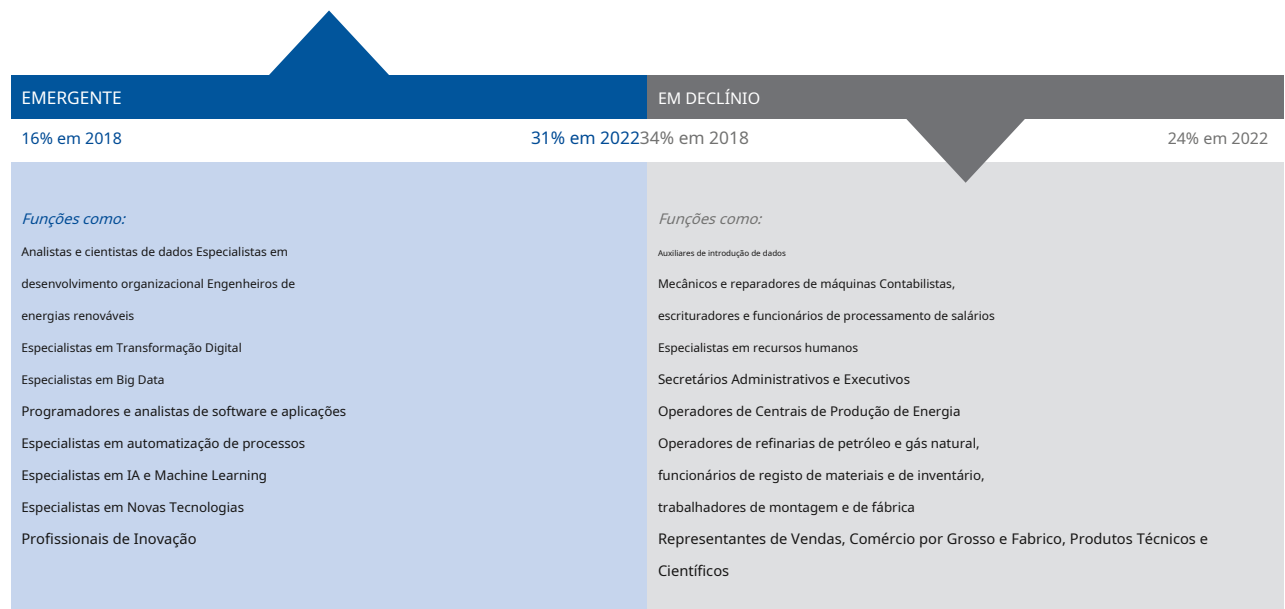 EMERGENTE
16% em 2018
31% em 2022
Funções como:
Analistas e cientistas de dados Especialistas em
desenvolvimento organizacional Engenheiros de
energias renováveis
Especialistas em Transformação Digital
Especialistas em Big Data
Programadores e analistas de software e aplicações
Especialistas em automatização de processos
Especialistas em IA e Machine Learning
Especialistas em Novas Tecnologias
Profissionais de Inovação
EM DECLÍNIO
34% em 2018
24% em 2022
Funções como:
Auxiliares de introdução de dados
Mecânicos e reparadores de máquinas Contabilistas,
escrituradores e funcionários de processamento de salários
Especialistas em recursos humanos
Secretários Administrativos e Executivos
Operadores de Centrais de Produção de Energia
Operadores de refinarias de petróleo e gás natural,
funcionários de registo de materiais e de inventário,
trabalhadores de montagem e de fábrica
Representantes de Vendas, Comércio por Grosso e Fabrico, Produtos Técnicos e
Científicos